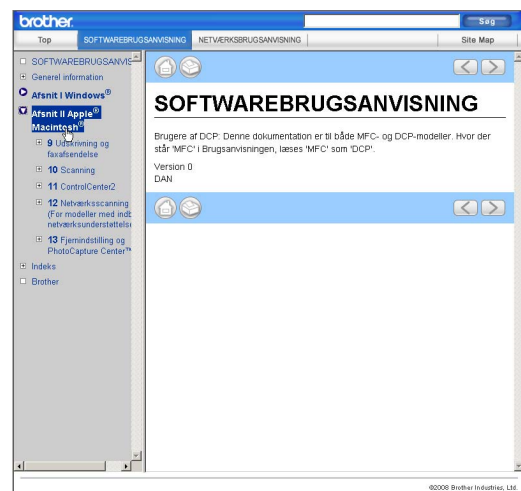 brother.
Søg
Top
SOFTWAREBRUGSANVISNING
NETVÆRKSBRUGSANVISNING
Site Map
SOFTWAREBRUGSANVIS
Generel information
Afsnit I Windows®
Afsnit II Apple®
Macintosh®
9 Udskrivning og
faxafsendelse
10 Scanning
11 ControlCenter2
12 Netværksscanning
(For modeller med indb
netværksunderstøttelse
13 Fjernindstilling og
PhotoCapture Center™
Indeks
Brother
SOFTWAREBRUGSANVISNING
Brugere af DCP: Denne dokumentation er til både MFC- og DCP-modeller. Hvor der
står 'MFC' i Brugsanvisningen, læses 'MFC' som 'DCP'.
Version 0
DAN
©2008 Brother Industries, Ltd.